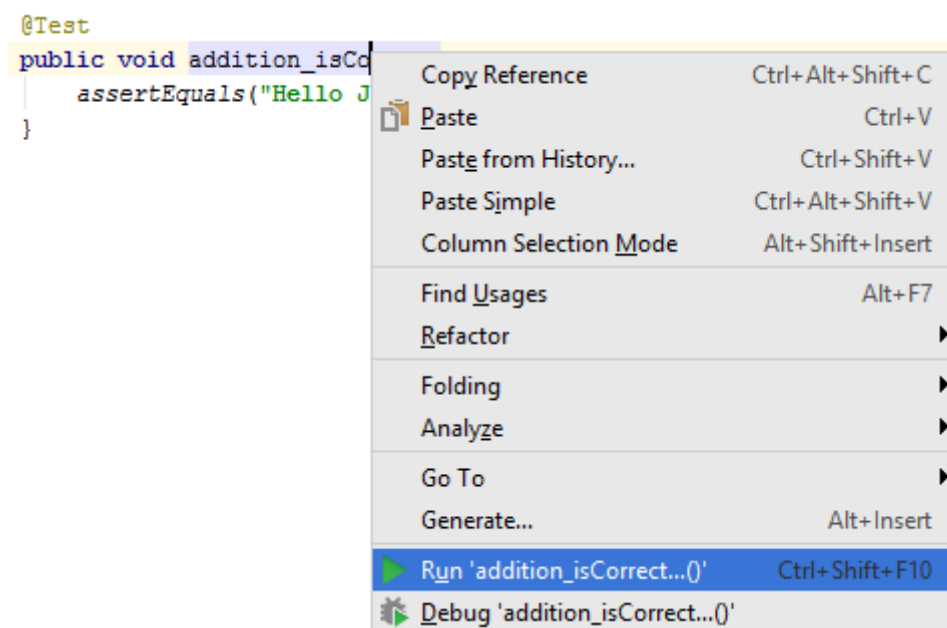 @Test
public void addition_isCo
assertEquals("Hello J
}
Copy Reference Ctrl+Alt+Shift+C
Paste Ctrl+V
Paste from History... Ctrl+Shift+V
Paste Simple Ctrl+Alt+Shift+V
Column Selection Mode Alt+Shift+Insert
Find Usages Alt+F7
Refactor
Folding
Analyze
Go To
Generate... Alt+Insert
Run 'addition_isCorrect...()' Ctrl+Shift+F10
Debug 'addition_isCorrect...()'